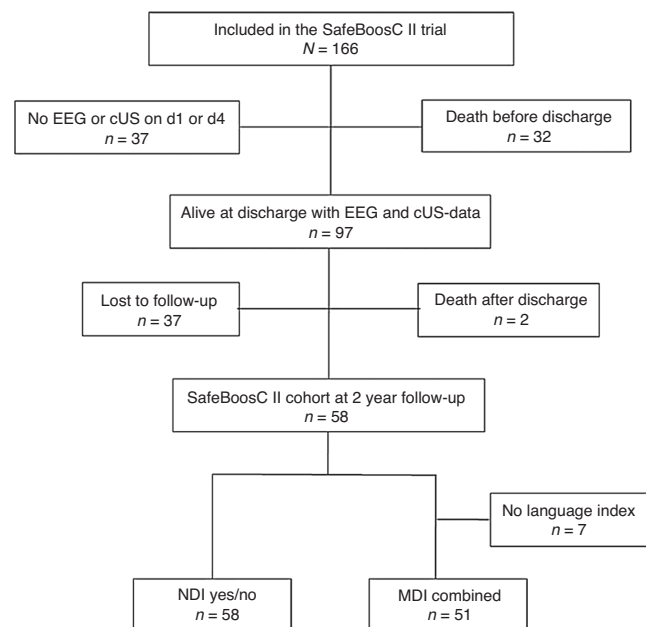 Included in the SafeBoosC II trial
N = 166
No EEG or cUS on d1 or d4
n = 37
Death before discharge
n = 32
Alive at discharge with EEG and cUS-data
n = 97
Lost to follow-up
n = 37
Death after discharge
n = 2
SafeBoosC II cohort at 2 year follow-up
n = 58
No language index
n = 7
NDI yes/no
n = 58
MDI combined
n = 51